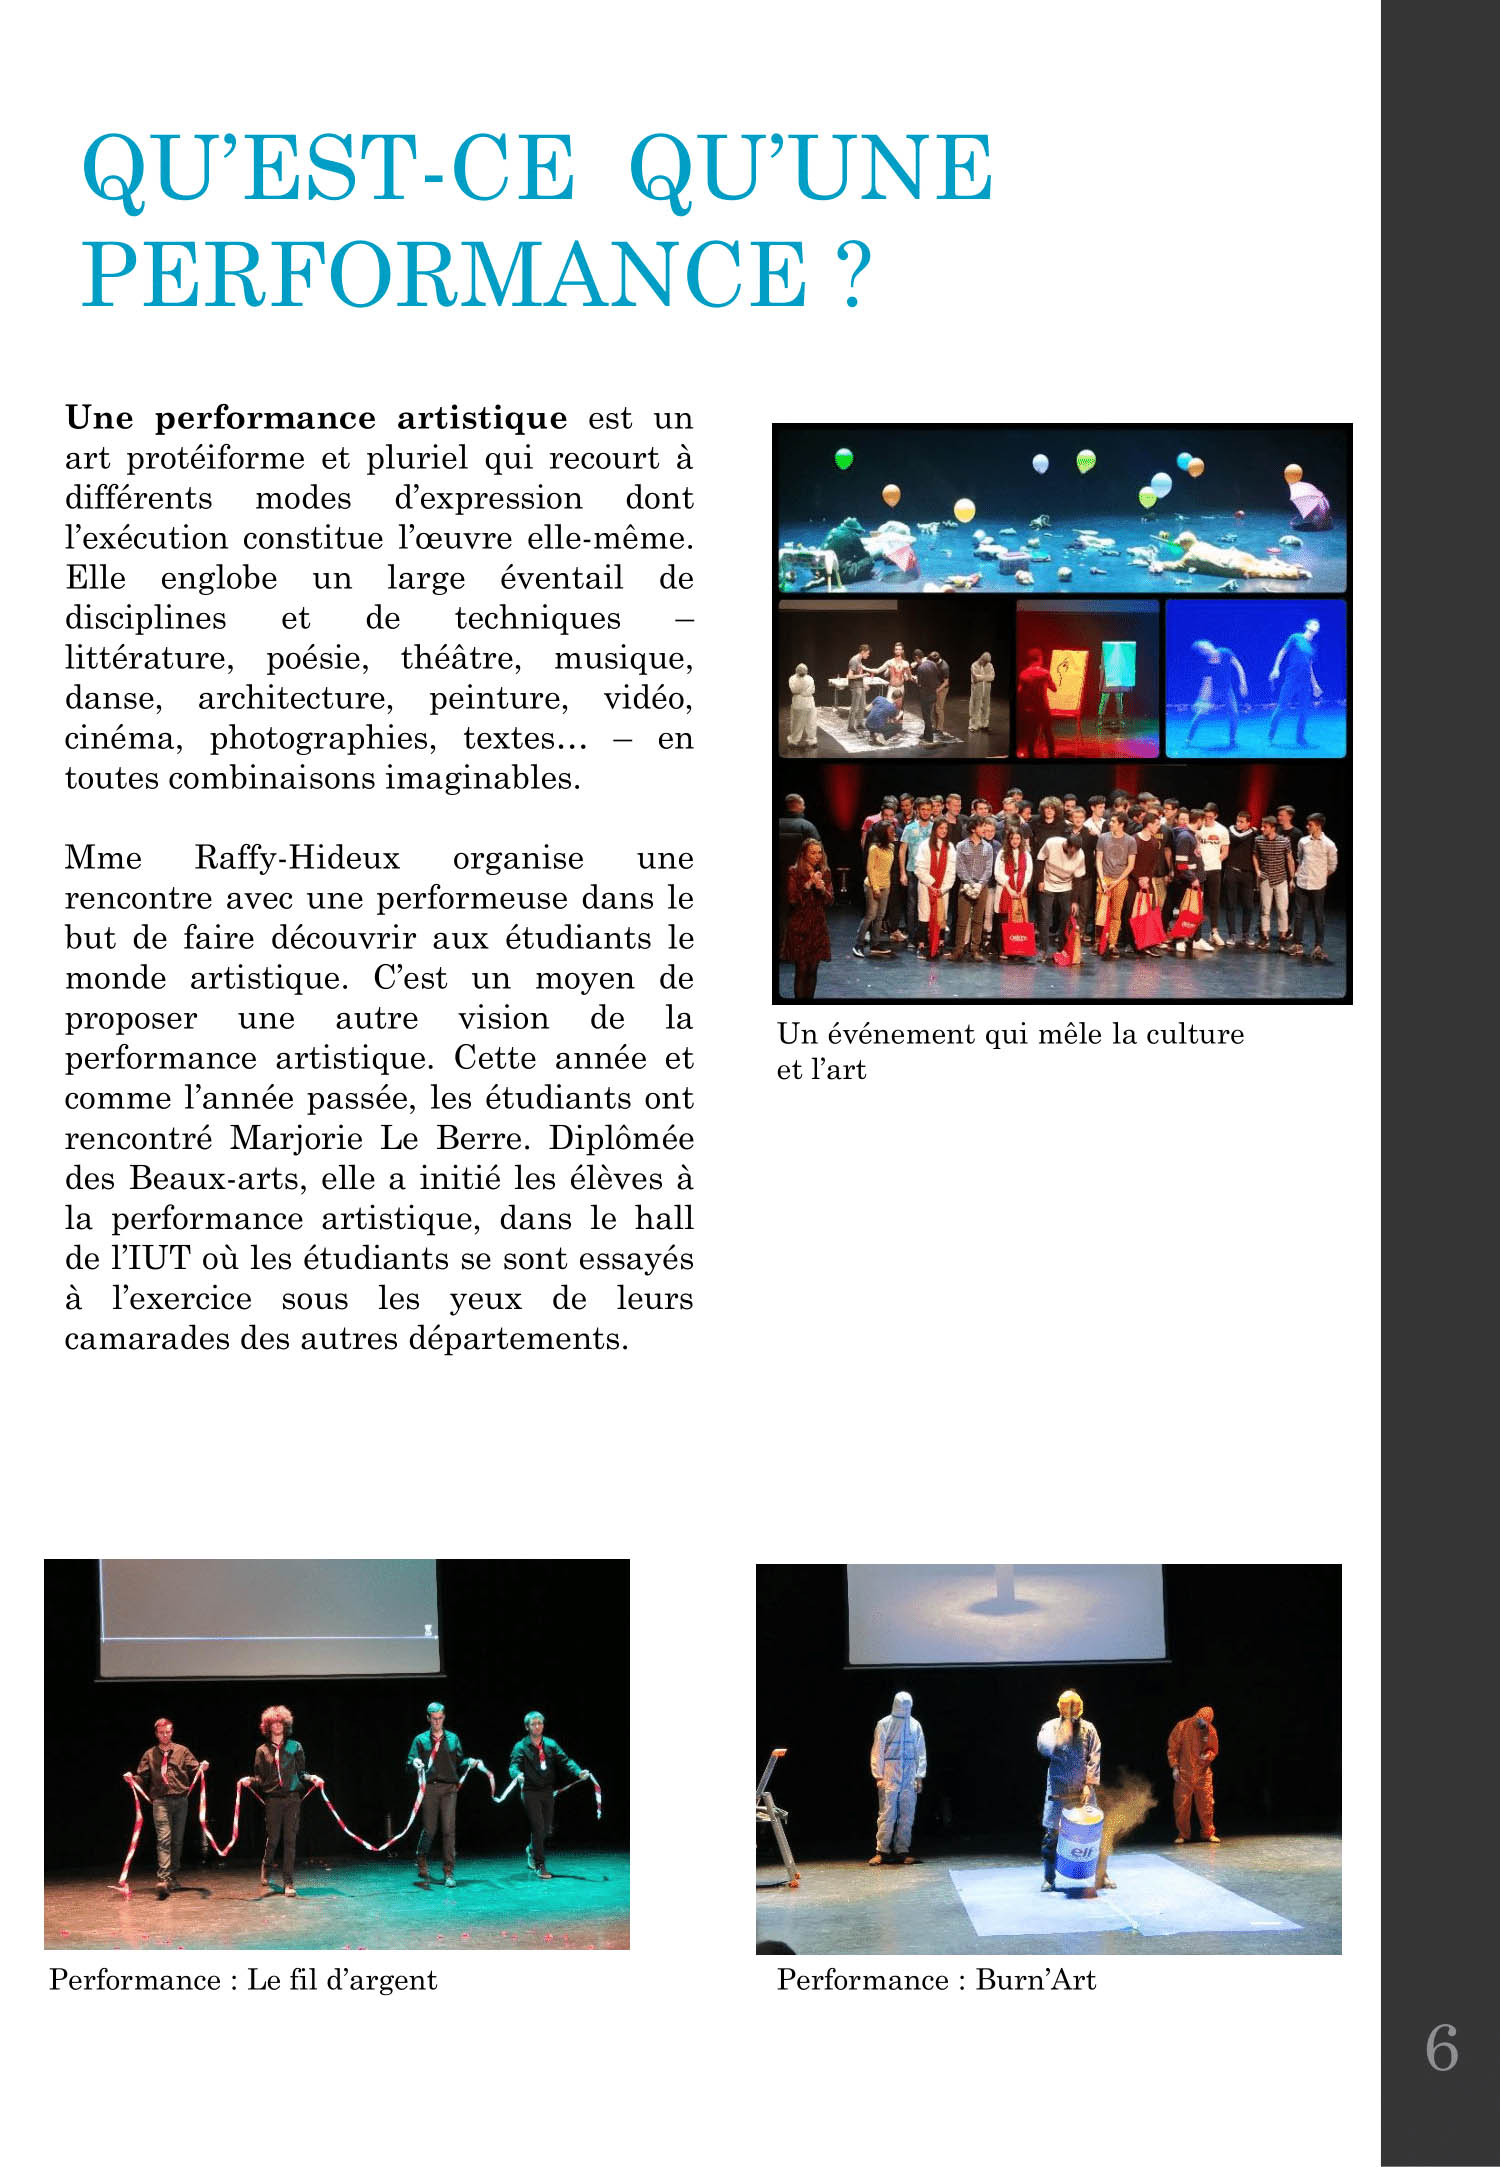 QU’EST-CE QU’UNE
PERFORMANCE ?
Une performance artistique est un
art protéiforme et pluriel qui recourt à
différents modes d’expression dont
l’exécution constitue l’œuvre elle-même.
Elle englobe un large éventail de
disciplines et de techniques –
littérature, poésie, théâtre, musique,
danse, architecture, peinture, vidéo,
cinéma, photographies, textes… – en
toutes combinaisons imaginables.
Mme Raffy-Hideux organise une
rencontre avec une performeuse dans le
but de faire découvrir aux étudiants le
monde artistique. C’est un moyen de
proposer une autre vision de la
performance artistique. Cette année et
comme l’année passée, les étudiants ont
rencontré Marjorie Le Berre. Diplômée
des Beaux-arts, elle a initié les élèves à
la performance artistique, dans le hall
de l’IUT où les étudiants se sont essayés
à l’exercice sous les yeux de leurs
camarades des autres départements.
Un événement qui mêle la culture
et l’art
elf
Performance : Le fil d’argent
Performance : Burn’Art
6